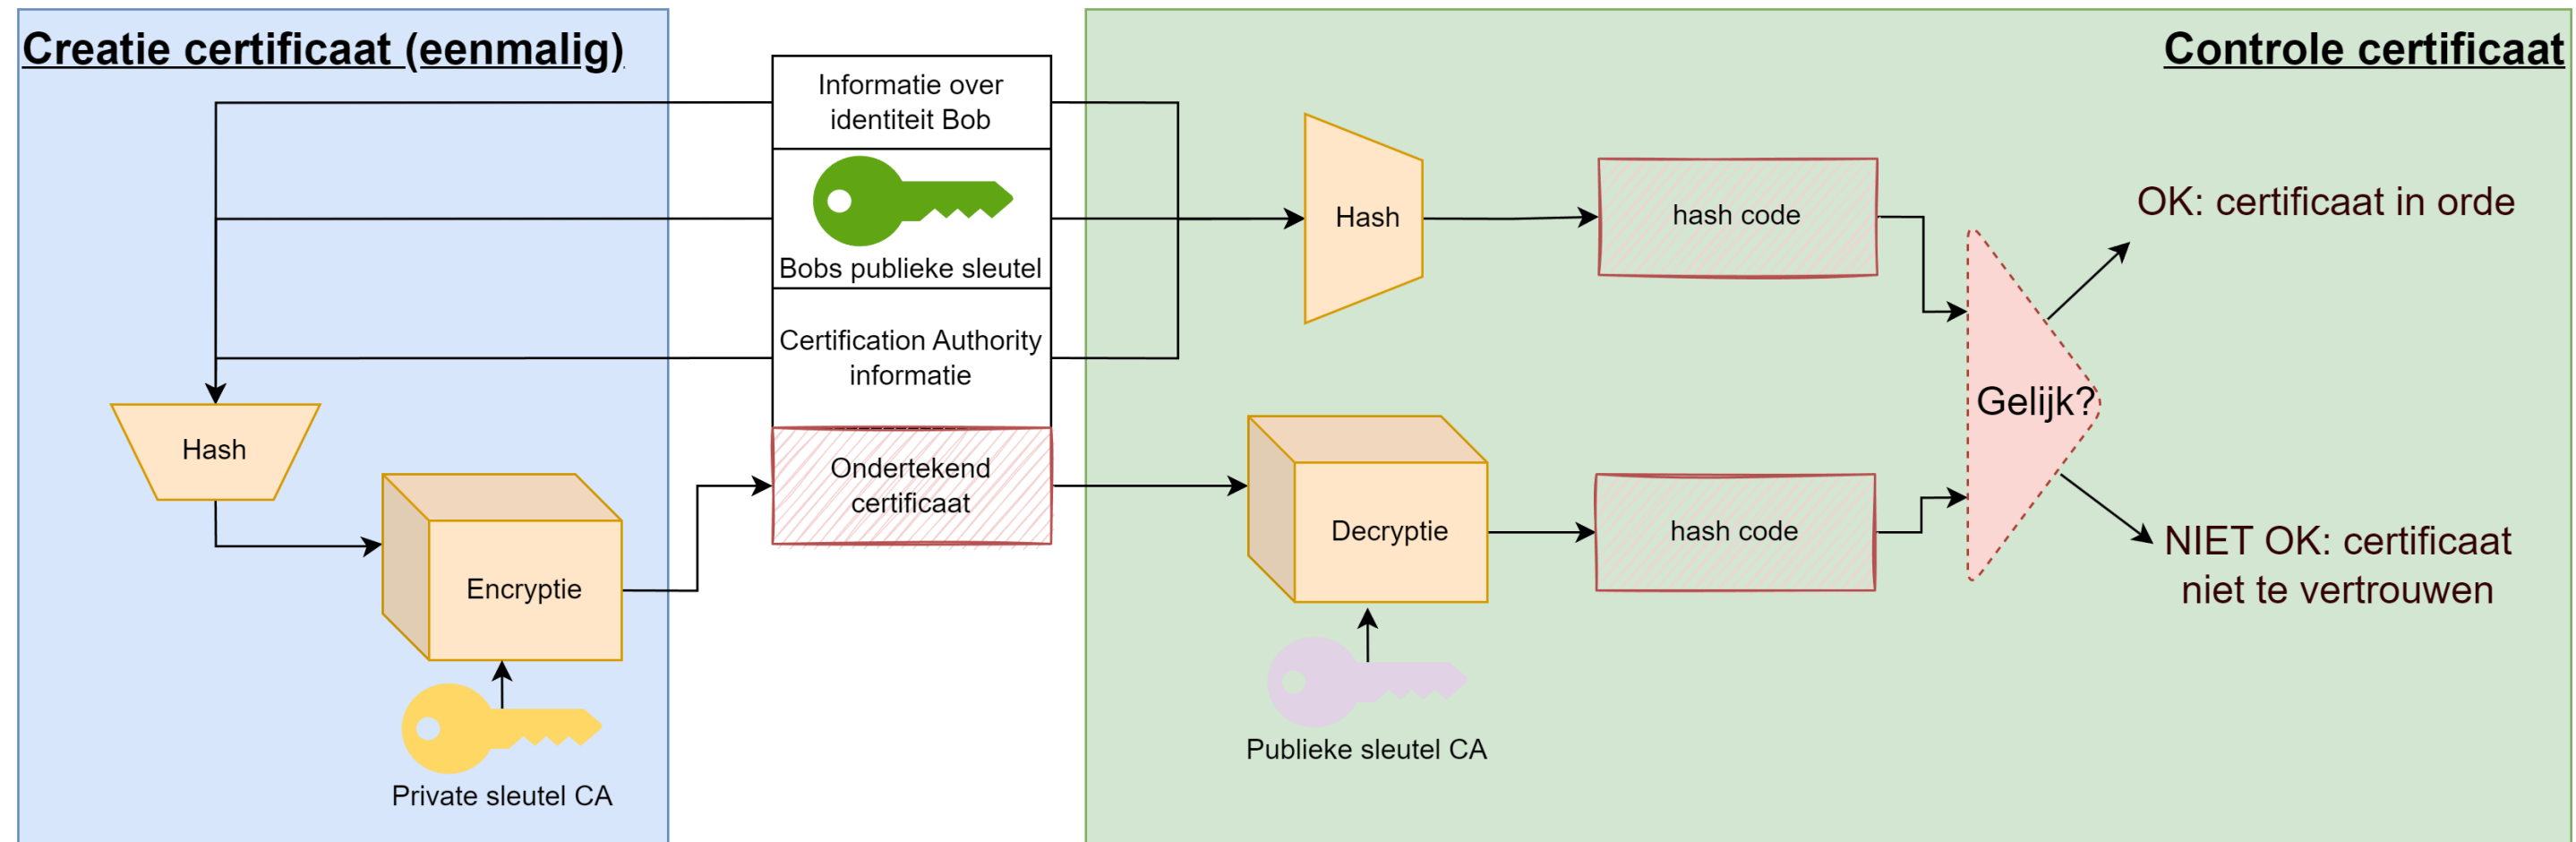 Creatie certificaat (eenmalig)
Informatie over
identiteit Bob
Bobs publieke sleutel
Certification Authority
informatie
Ondertekend
certificaat
Hash
Encryptie
Private sleutel CA
Controle certificaat
Hash
hash code
Decryptie
hash code
Publieke sleutel CA
Gelijk?
OK: certificaat in orde
NIET OK: certificaat
niet te vertrouwen